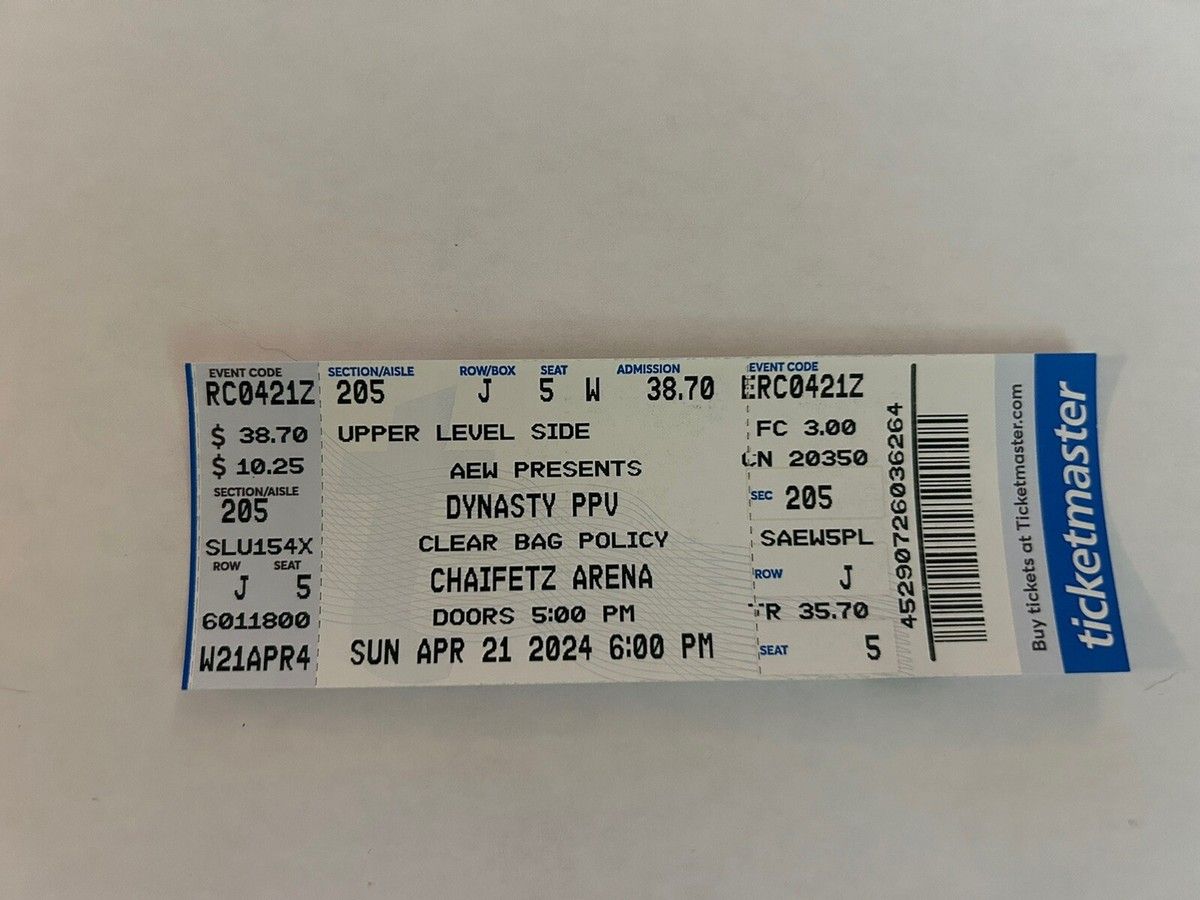 EVENT CODE
RC0421Z
$ 38.70
$ 10.25
SECTION/AISLE
205
SLU154X
ROW SEAT
J 5
6011800
W21APR4
SECTION/AISLE ROW/BOX SEAT ADMISSION
205 J 5 W 38.70
UPPER LEVEL SIDE
AEW PRESENTS
DYNASTY PPV
CLEAR BAG POLICY
CHAIFETZ ARENA
DOORS 5:00 PM
SUN APR 21 2024 6:00 PM
EVENT CODE
ERC0421Z
FC 3.00
CN 20350
SEC 205
SAEW5PL
ROW J
TR 35.70
SEAT 5
45290726036264
Buy tickets at Ticketmaster.com
ticketmaster